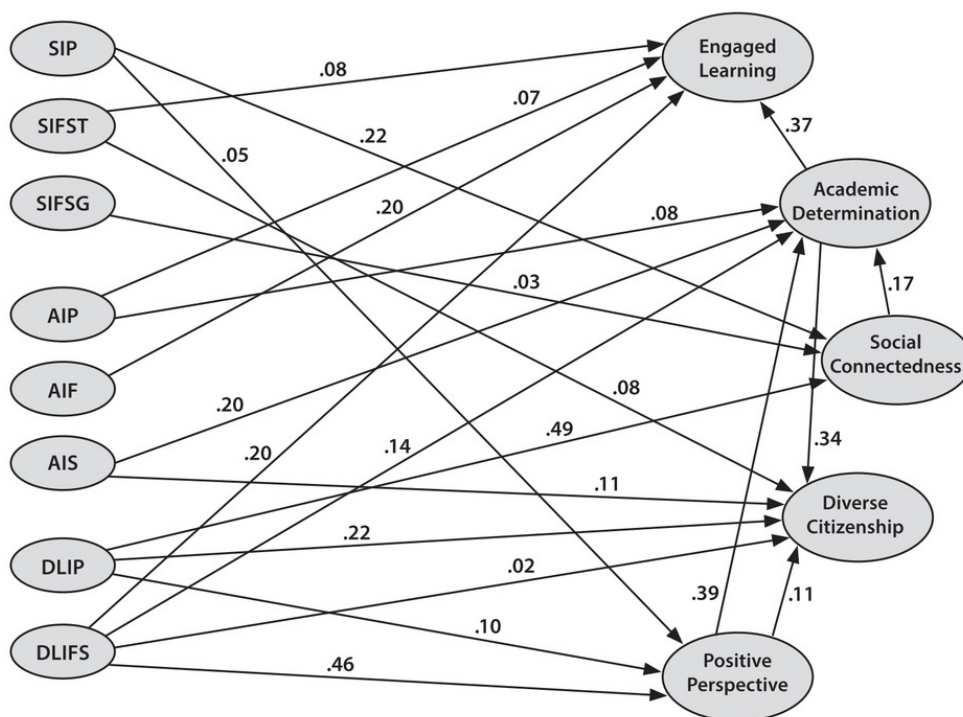 SIP
Engaged
Learning
.08
.07
SIFST
.22
.37
.05
SIFSG
.20
.08
Academic
Determination
.03
.17
AIP
Social
Connectedness
AIF
.08
.20
.49
.34
AIS
.20
.14
.11
Diverse
Citizenship
.22
DLIP
.02
.39
.11
.10
DLIFS
.46
Positive
Perspective